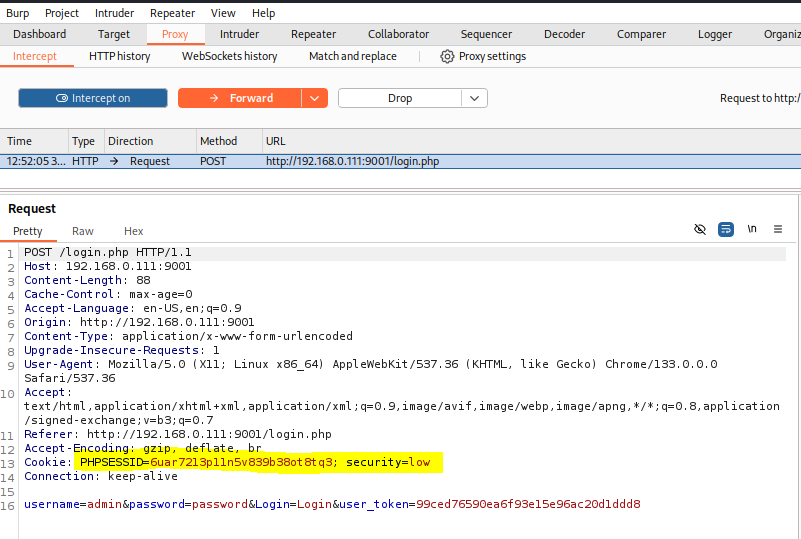 Burp Project Intruder Repeater View Help
Dashboard Target Proxy Intruder Repeater Collaborator Sequencer Decoder Comparer Logger Organiz
Intercept HTTP history WebSockets history Match and replace Proxy settings
Intercept on Forward Drop Request to http:/
Time Type Direction Method URL
12:52:05 3... HTTP Request POST http://192.168.0.111:9001/login.php
Request
Pretty Raw Hex \n
1 POST /login.php HTTP/1.1
2 Host: 192.168.0.111:9001
3 Content-Length: 88
4 Cache-Control: max-age=0
5 Accept-Language: en-US,en;q=0.9
6 Origin: http://192.168.0.111:9001
7 Content-Type: application/x-www-form-urlencoded
8 Upgrade-Insecure-Requests: 1
9 User-Agent: Mozilla/5.0 (X11; Linux x86_64) AppleWebKit/537.36 (KHTML, like Gecko) Chrome/133.0.0.0
Safari/537.36
10 Accept:
text/html,application/xhtml+xml,application/xml;q=0.9,image/avif,image/webp,image/apng,*/*;q=0.8,application
/signed-exchange;v=b3;q=0.7
11 Referer: http://192.168.0.111:9001/login.php
12 Accept-Encoding: gzip, deflate, br
13 Cookie: PHPSESSID=6uar72l3p1ln5v839b38ot8tq3; security=low
14 Connection: keep-alive
15
16 username=admin&password=password&Login=Login&user_token=99ced76590ea6f93e15e96ac20d1ddd8